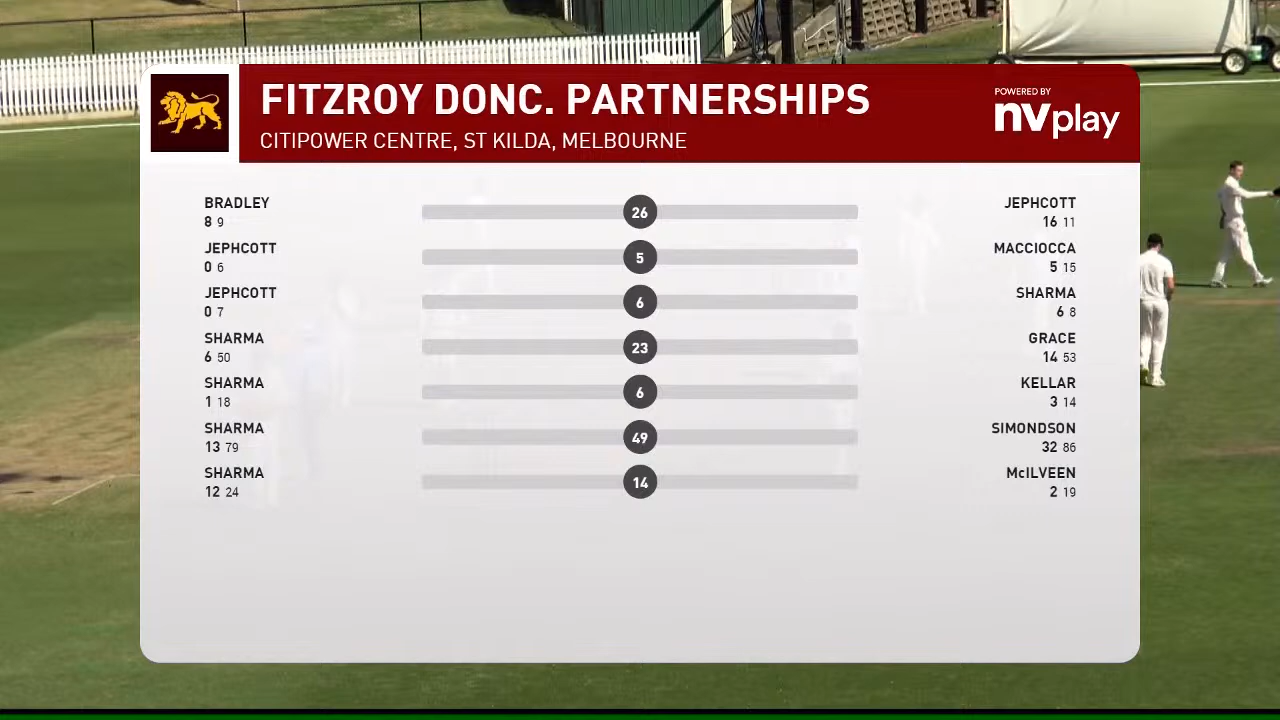 FITZROY DONC. PARTNERSHIPS
CITIPOWER CENTRE, ST KILDA, MELBOURNE
POWERED BY
nvplay
BRADLEY 26 JEPHCOTT
8 9 16 11
JEPHCOTT 5 MACCIOCCA
0 6 5 15
JEPHCOTT 6 SHARMA
0 7 6 8
SHARMA 23 GRACE
6 50 14 53
SHARMA 6 KELLAR
1 18 3 14
SHARMA 49 SIMONDSON
13 79 32 86
SHARMA 14 McILVEEN
12 24 2 19